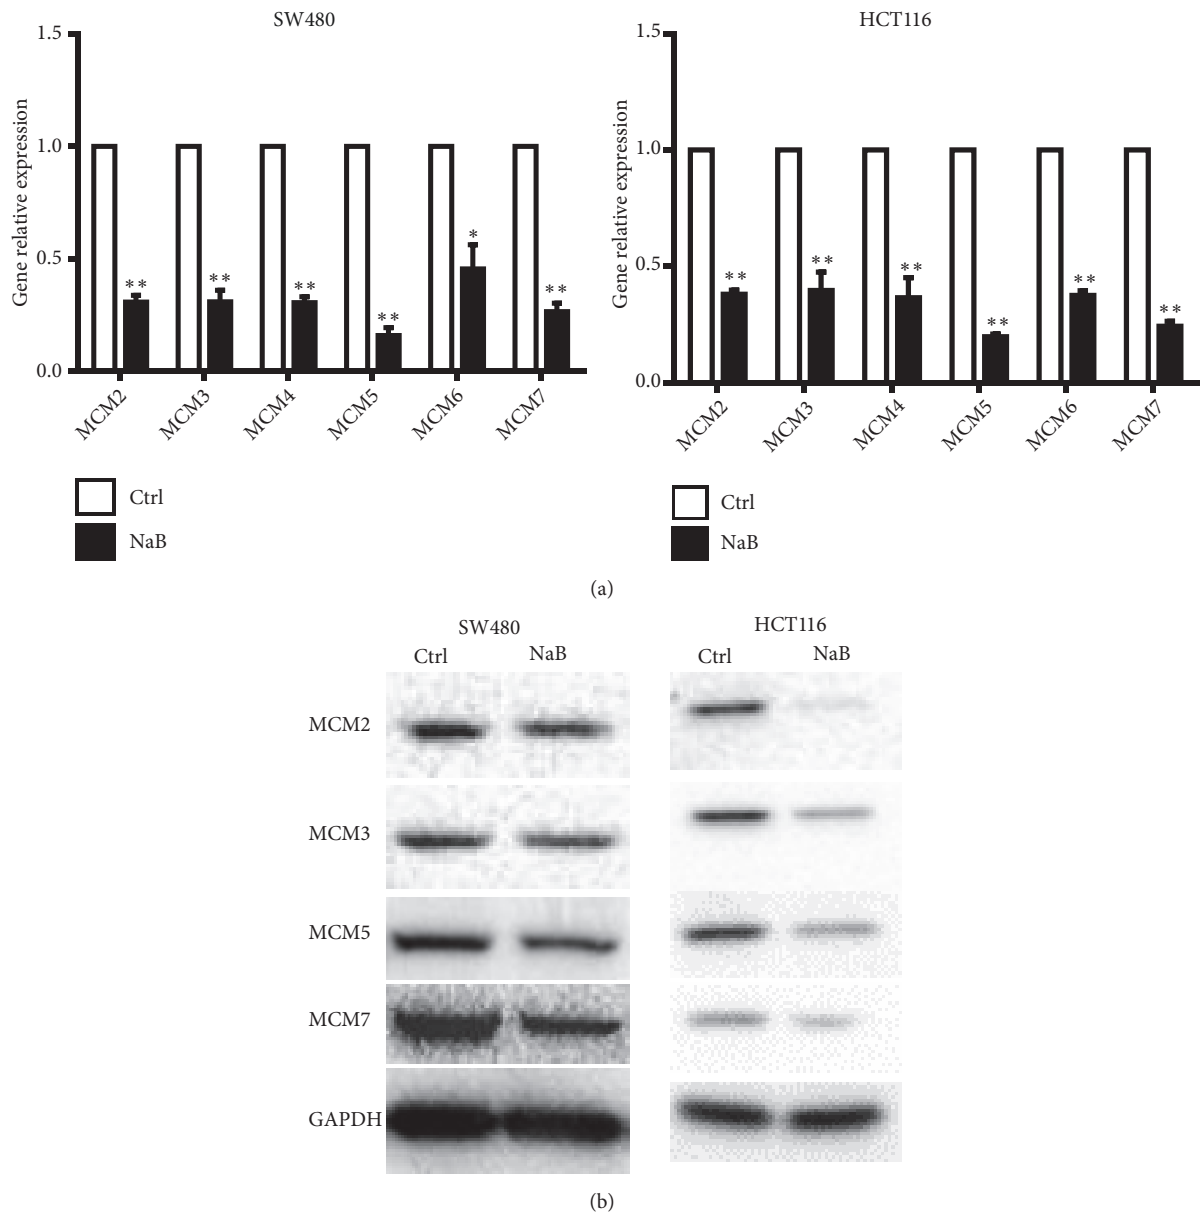 SW480
1.5
1.0
0.5
0.0
Gene relative expression
** ** ** ** * **
MCM2 MCM3 MCM4 MCM5 MCM6 MCM7
Ctrl
NaB
HCT116
1.5
1.0
0.5
0.0
Gene relative expression
** ** ** ** ** **
MCM2 MCM3 MCM4 MCM5 MCM6 MCM7
Ctrl
NaB
(a)
SW480 HCT116
Ctrl NaB Ctrl NaB
MCM2
MCM3
MCM5
MCM7
GAPDH
(b)